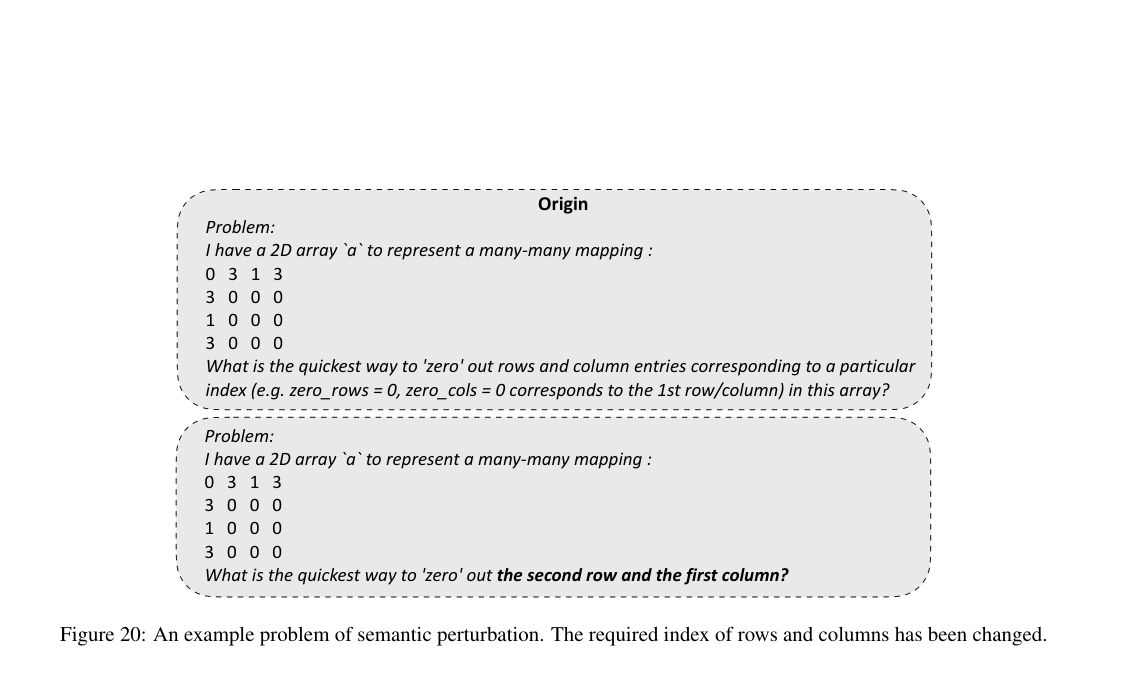 Origin
Problem:
I have a 2D array `a` to represent a many-many mapping :
0 3 1 3
3 0 0 0
1 0 0 0
3 0 0 0
What is the quickest way to 'zero' out rows and column entries corresponding to a particular
index (e.g. zero_rows = 0, zero_cols = 0 corresponds to the 1st row/column) in this array?
Problem:
I have a 2D array `a` to represent a many-many mapping :
0 3 1 3
3 0 0 0
1 0 0 0
3 0 0 0
What is the quickest way to 'zero' out the second row and the first column?
Figure 20: An example problem of semantic perturbation. The required index of rows and columns has been changed.